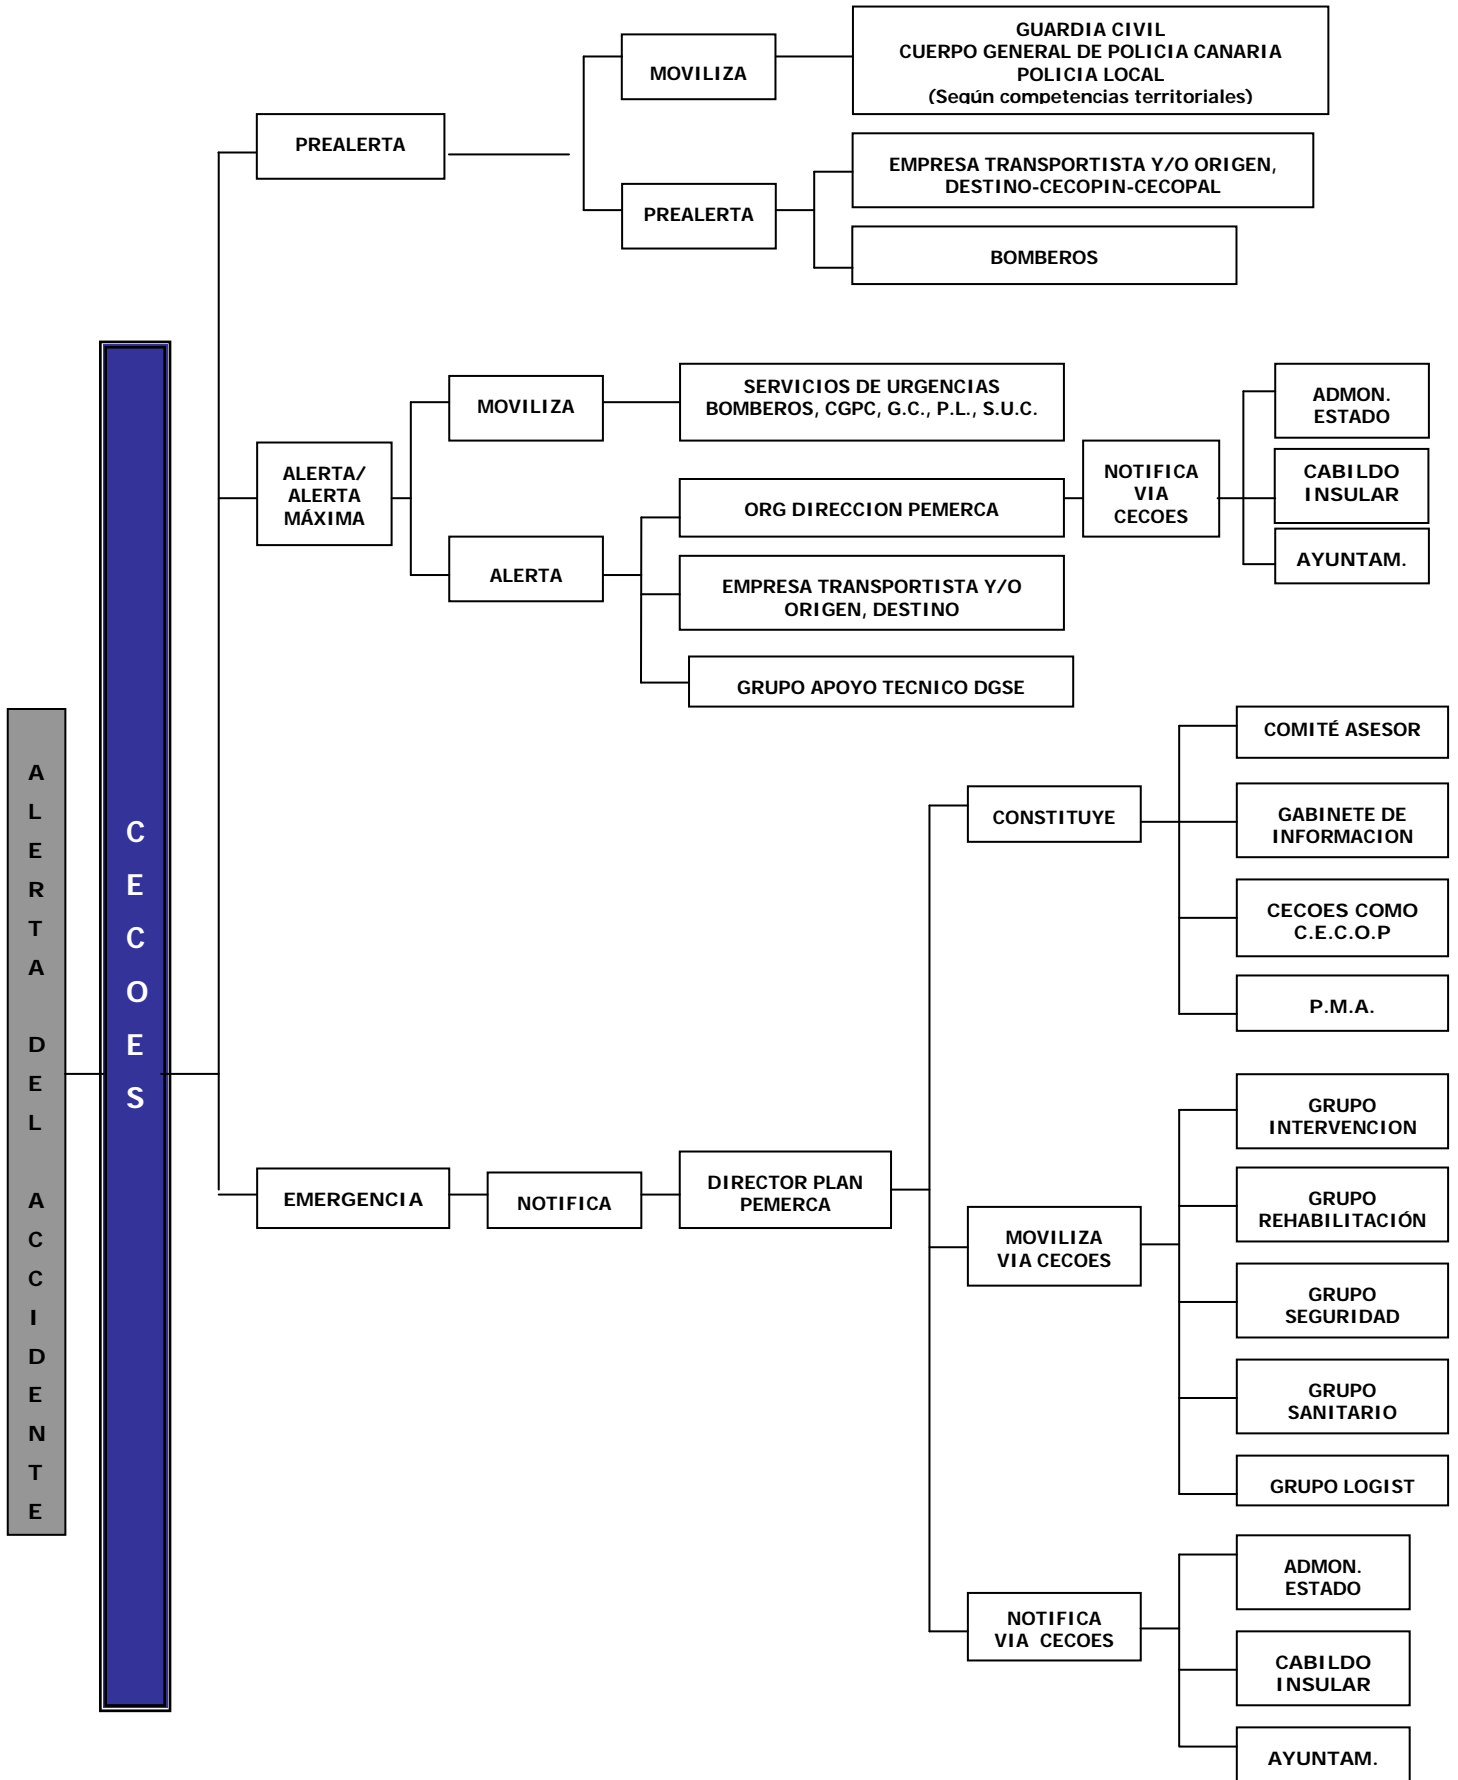 GUARDIA CIVIL
CUERPO GENERAL DE POLICIA CANARIA
POLICIA LOCAL
(Según competencias territoriales)
MOVILIZA
PREALERTA
EMPRESA TRANSPORTISTA Y/O ORIGEN,
DESTINO-CECOPIN-CECOPAL
PREALERTA
BOMBEROS
SERVICIOS DE URGENCIAS
BOMBEROS, CGPC, G.C., P.L., S.U.C.
MOVILIZA
ADMON.
ESTADO
ALERTA/
ALERTA
MÁXIMA
ORG DIRECCION PEMERCA
NOTIFICA
VIA
CECOES
CABILDO
INSULAR
ALERTA
EMPRESA TRANSPORTISTA Y/O
ORIGEN, DESTINO
AYUNTAM.
GRUPO APOYO TECNICO DGSE
ALERTA DEL ACCIDENTE
CECOES
COMITÉ ASESOR
CONSTITUYE
GABINETE DE
INFORMACION
CECOES COMO
C.E.C.O.P
P.M.A.
EMERGENCIA
NOTIFICA
DIRECTOR PLAN
PEMERCA
GRUPO
INTERVENCION
GRUPO
REHABILITACIÓN
MOVILIZA
VIA CECOES
GRUPO
SEGURIDAD
GRUPO
SANITARIO
GRUPO LOGIST
ADMON.
ESTADO
NOTIFICA
VIA  CECOES
CABILDO
INSULAR
AYUNTAM.